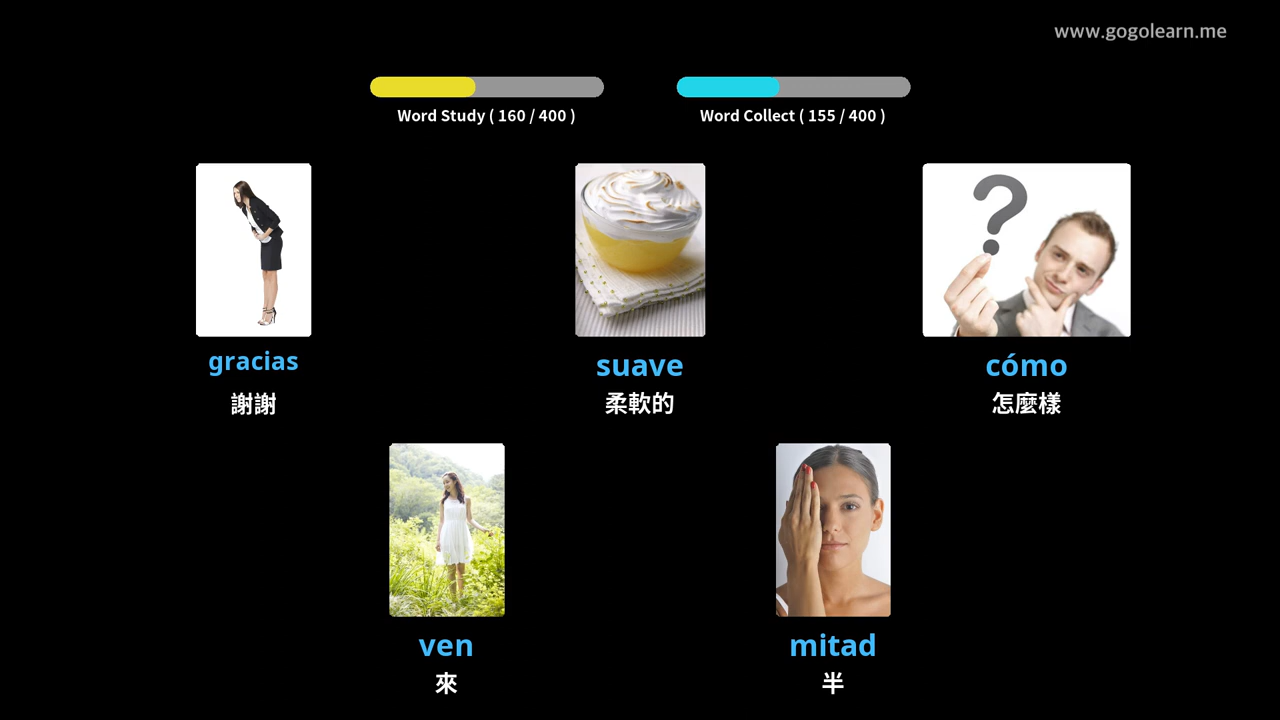 www.gogolearn.me
Word Study ( 160 / 400 )
Word Collect ( 155 / 400 )
gracias
謝謝
suave
柔軟的
cómo
怎麼樣
ven
來
mitad
半